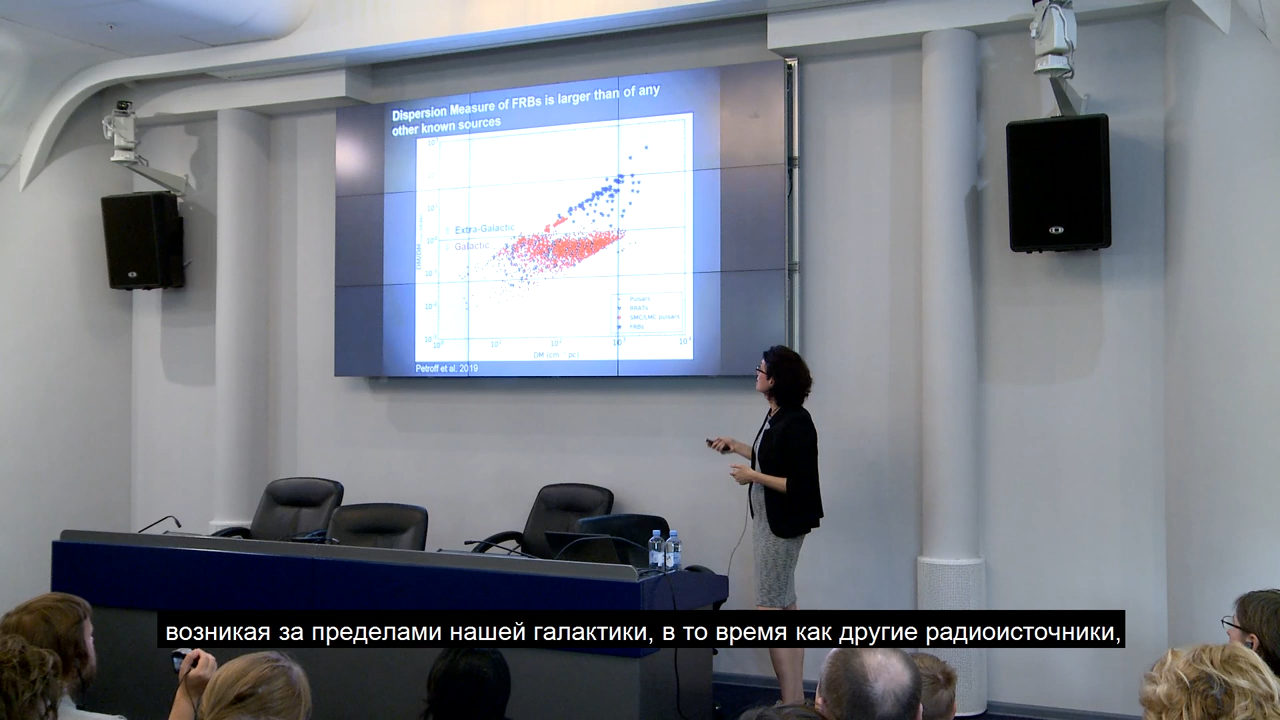 Dispersion Measure of FRBs is larger than of any
other known sources
Extra-Galactic
Galactic
Pulsars
RRATs
SMC/LMC pulsars
FRBs
Petroff et al, 2019
возникая за пределами нашей галактики, в то время как другие радиоисточники,